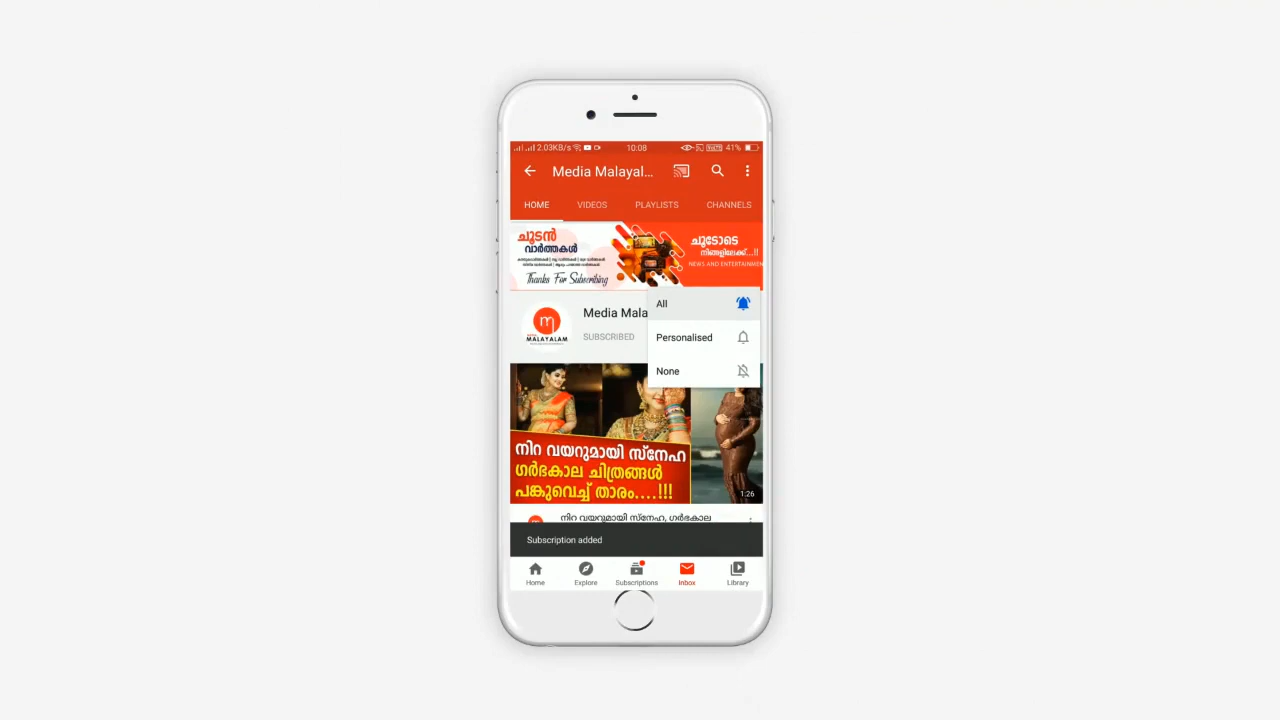 2.03KB/s 10:08 41%
Media Malayal...
HOME VIDEOS PLAYLISTS CHANNELS
ചൂടൻ
വാർത്തകൾ
Thanks For Subscribing
ചൂടോടെ
നിങ്ങളിലേക്ക്...!!
NEWS AND ENTERTAINMEN
All
Media Mala
MALAYALAM
SUBSCRIBED
Personalised
None
നിറ വയറുമായി സ്നേഹ
ഗർഭകാല ചിത്രങ്ങൾ
പങ്കുവെച്ച് താരം....!!!
1:26
നിറ വയറുമായി സ്നേഹ, ഗർഭകാല
Subscription added
Home Explore Subscriptions Inbox Library